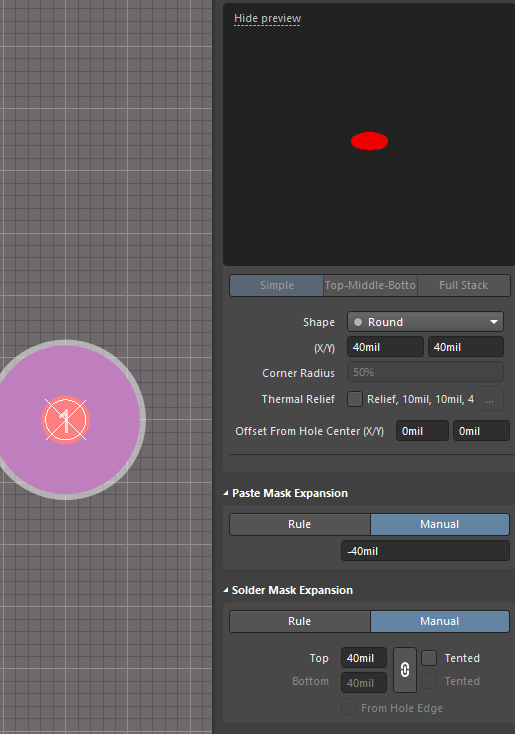 Hide preview
1
Simple Top-Middle-Botto Full Stack
Shape Round
(X/Y) 40mil 40mil
Corner Radius 50%
Thermal Relief Relief, 10mil, 10mil, 4 ...
Offset From Hole Center (X/Y) 0mil 0mil
Paste Mask Expansion
Rule Manual
-40mil
Solder Mask Expansion
Rule Manual
Top 40mil Tented
Bottom 40mil Tented
From Hole Edge